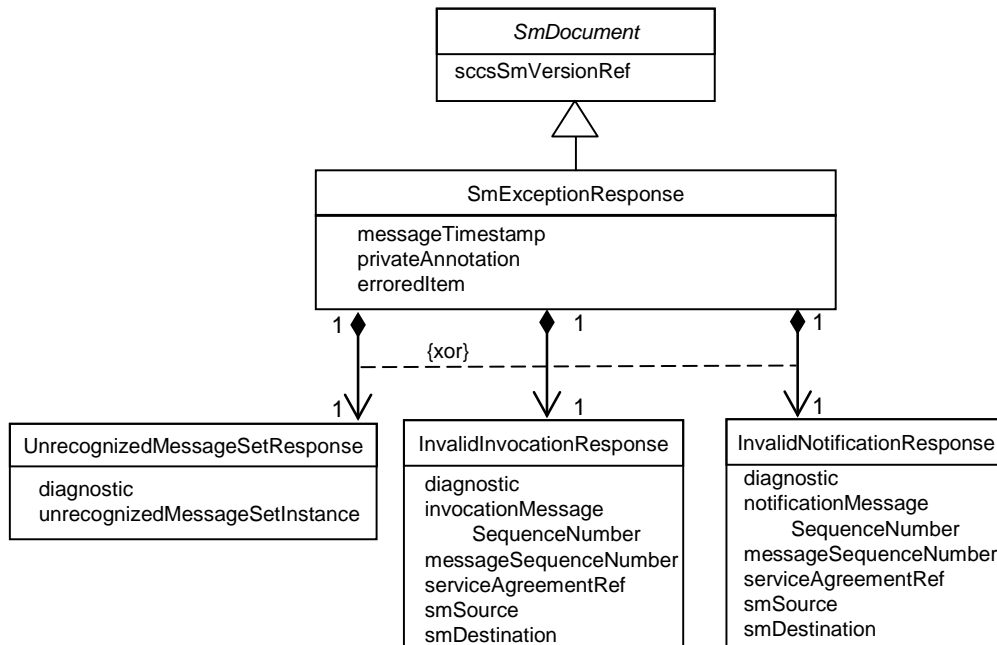 SmDocument
sccsSmVersionRef
SmExceptionResponse
messageTimestamp
privateAnnotation
erroredItem
1
1
1
{xor}
1
1
1
UnrecognizedMessageSetResponse
diagnostic
unrecognizedMessageSetInstance
InvalidInvocationResponse
diagnostic
invocationMessage
SequenceNumber
messageSequenceNumber
serviceAgreementRef
smSource
smDestination
InvalidNotificationResponse
diagnostic
notificationMessage
SequenceNumber
messageSequenceNumber
serviceAgreementRef
smSource
smDestination